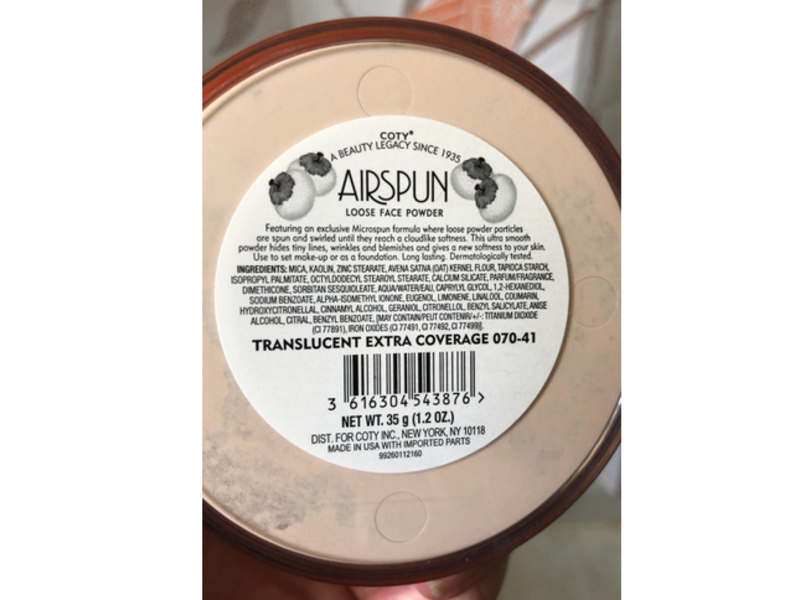 COTY®
A BEAUTY LEGACY SINCE 1935
AIRSPUN
LOOSE FACE POWDER
Featuring an exclusive Microspun formula where loose powder particles
are spun and swirled until they reach a cloudlike softness. This ultra smooth
powder hides tiny lines, wrinkles and blemishes and gives a new softness to your skin.
Use to set make-up or as a foundation. Long lasting. Dermatologically tested.
INGREDIENTS: MICA, KAOLIN, ZINC STEARATE, AVENA SATIVA (OAT) KERNEL FLOUR, TAPIOCA STARCH,
ISOPROPYL PALMITATE, OCTYLDODECYL STEAROYL STEARATE, CALCIUM SILICATE, PARFUM/FRAGRANCE,
DIMETHICONE, SORBITAN SESQUIOLEATE, AQUA/WATER/EAU, CAPRYLYL GLYCOL, 1,2-HEXANEDIOL,
SODIUM BENZOATE, ALPHA-ISOMETHYL IONONE, EUGENOL, LIMONENE, LINALOOL, COUMARIN,
HYDROXYCITRONELLAL, CINNAMYL ALCOHOL, GERANIOL, CITRONELLOL, BENZYL SALICYLATE, ANISE
ALCOHOL, CITRAL, BENZYL BENZOATE, [MAY CONTAIN/PEUT CONTENIR/+/-: TITANIUM DIOXIDE
(CI 77891), IRON OXIDES (CI 77491, CI 77492, CI 77499)].
TRANSLUCENT EXTRA COVERAGE 070-41
3 616304 543876 >
NET WT. 35 g (1.2 OZ.)
DIST. FOR COTY INC., NEW YORK, NY 10118
MADE IN USA WITH IMPORTED PARTS
99260112160